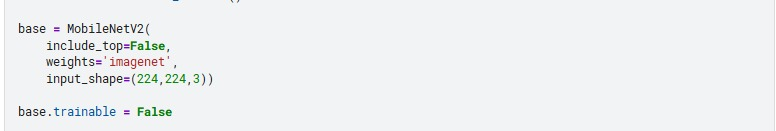 base = MobileNetV2(
    include_top=False,
    weights='imagenet',
    input_shape=(224,224,3))
base.trainable = False